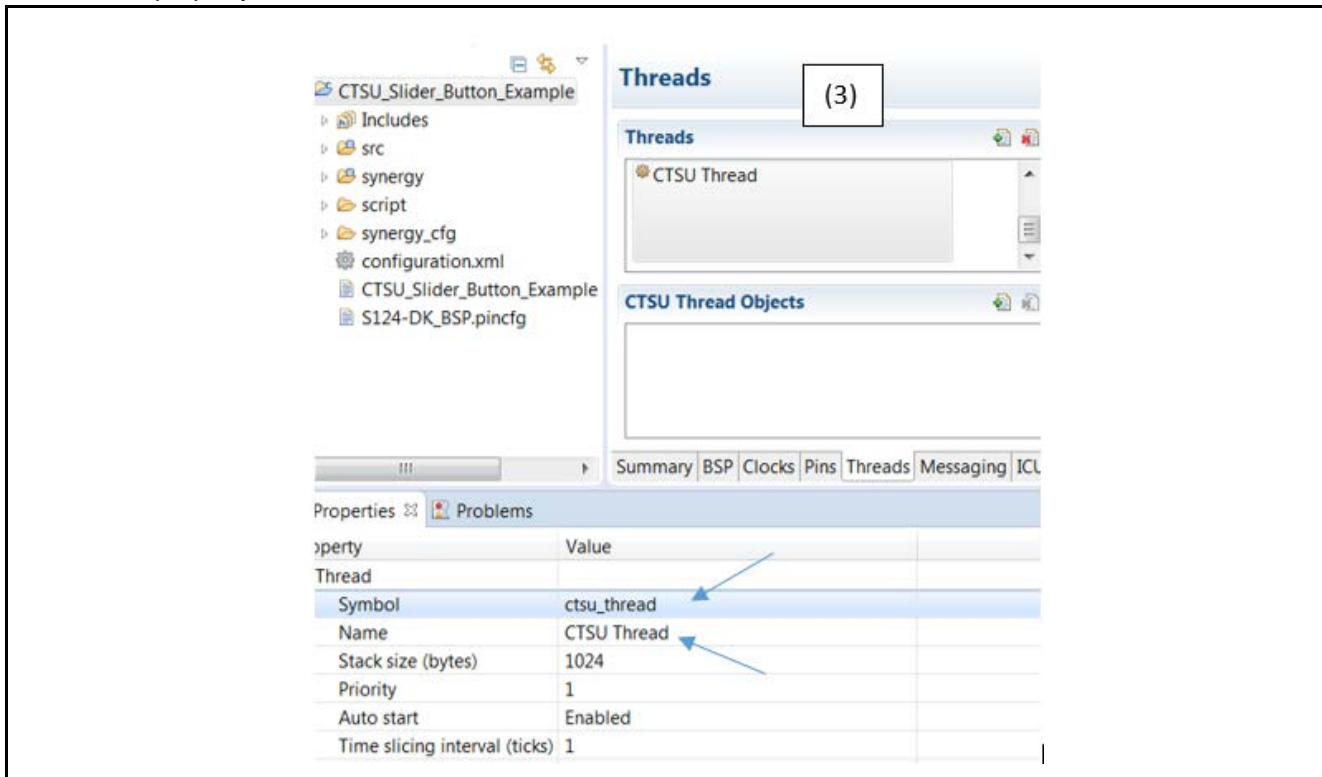 CTSU_Slider_Button_Example
Includes
src
synergy
script
synergy_cfg
configuration.xml
CTSU_Slider_Button_Example
S124-DK_BSP.pincfg
Threads
(3)
Threads
CTSU Thread
CTSU Thread Objects
Summary BSP Clocks Pins Threads Messaging ICU
Properties Problems
operty Value
Thread
Symbol ctsu_thread
Name CTSU Thread
Stack size (bytes) 1024
Priority 1
Auto start Enabled
Time slicing interval (ticks) 1